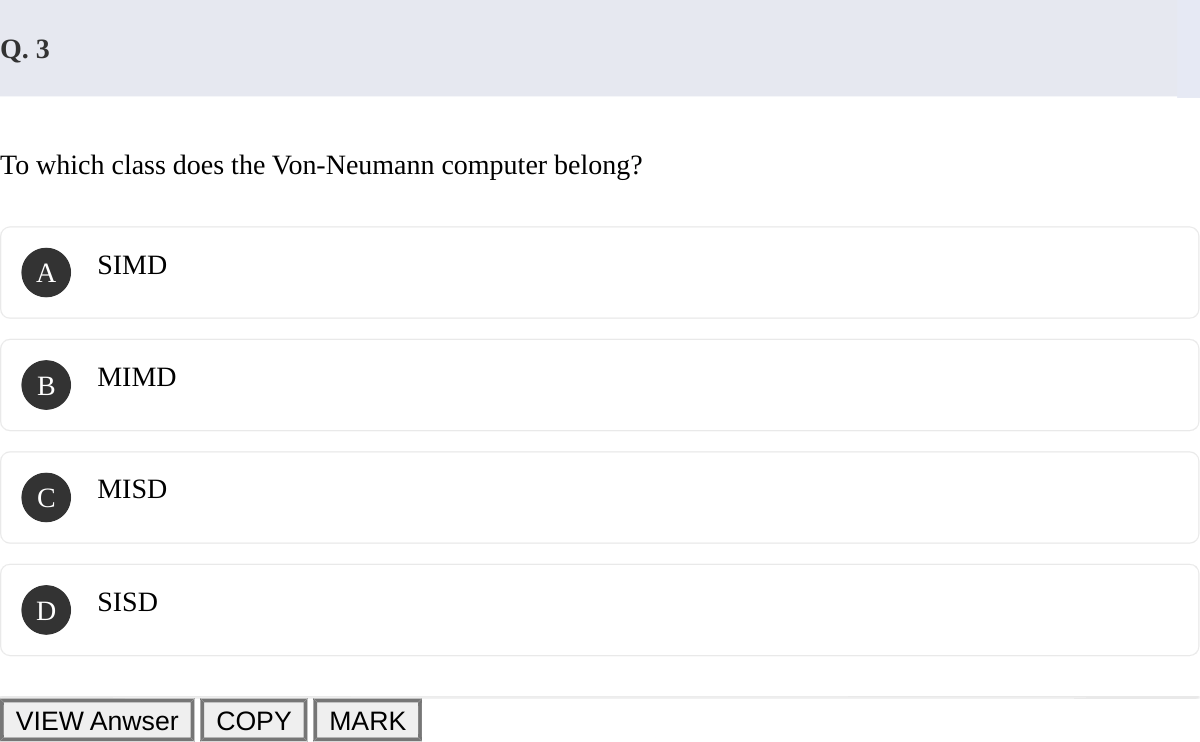 Q. 3
To which class does the Von-Neumann computer belong?
A SIMD
B MIMD
C MISD
D SISD
VIEW Anwser COPY MARK